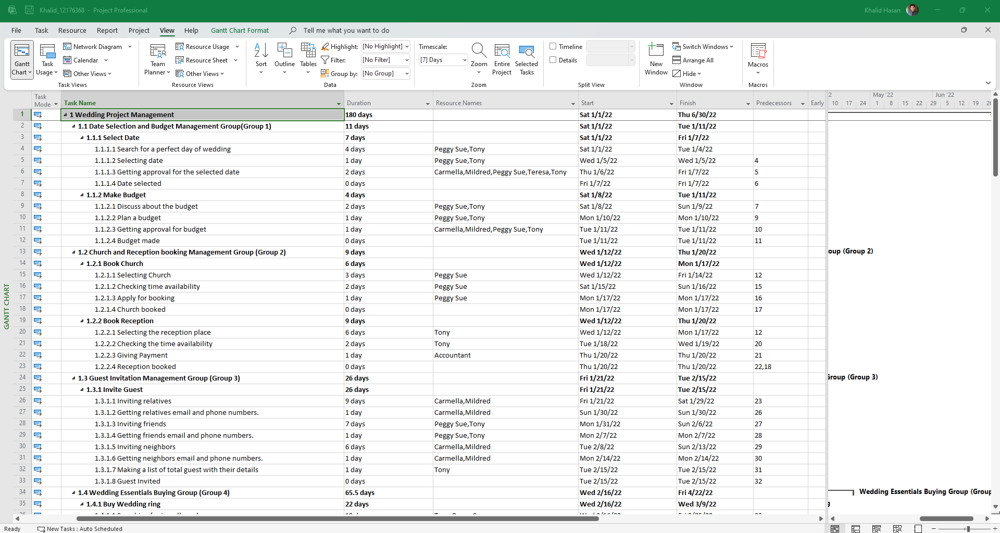 Khalid_12176368 - Project Professional
Khalid Hasan
File Task Resource Report Project View Help Gantt Chart Format Tell me what you want to do
Gantt Chart
Task Usage
Network Diagram
Calendar
Other Views
Task Views
Team Planner
Resource Usage
Resource Sheet
Other Views
Resource Views
Sort
Outline
Tables
Highlight: [No Highlight]
Filter: [No Filter]
Group by: [No Group]
Data
Timescale:
[7] Days
Zoom
Entire Project
Selected Tasks
Zoom
Timeline
Details
Split View
New Window
Switch Windows
Arrange All
Hide
Window
Macros
Macros
GANTT CHART
Task Mode Task Name Duration Resource Names Start Finish Predecessors Early
1 1 Wedding Project Management 180 days Sat 1/1/22 Thu 6/30/22
2 1.1 Date Selection and Budget Management Group(Group 1) 11 days Sat 1/1/22 Tue 1/11/22
3 1.1.1 Select Date 7 days Sat 1/1/22 Fri 1/7/22
4 1.1.1.1 Search for a perfect day of wedding 4 days Peggy Sue,Tony Sat 1/1/22 Tue 1/4/22
5 1.1.1.2 Selecting date 1 day Peggy Sue,Tony Wed 1/5/22 Wed 1/5/22 4
6 1.1.1.3 Getting approval for the selected date 2 days Carmella,Mildred,Peggy Sue,Teresa,Tony Thu 1/6/22 Fri 1/7/22 5
7 1.1.1.4 Date selected 0 days Fri 1/7/22 Fri 1/7/22 6
8 1.1.2 Make Budget 4 days Sat 1/8/22 Tue 1/11/22
9 1.1.2.1 Discuss about the budget 2 days Peggy Sue,Tony Sat 1/8/22 Sun 1/9/22 7
10 1.1.2.2 Plan a budget 1 day Peggy Sue,Tony Mon 1/10/22 Mon 1/10/22 9
11 1.1.2.3 Getting approval for budget 1 day Carmella,Mildred,Peggy Sue,Tony Tue 1/11/22 Tue 1/11/22 10
12 1.1.2.4 Budget made 0 days Tue 1/11/22 Tue 1/11/22 11
13 1.2 Church and Reception booking Management Group (Group 2) 9 days Wed 1/12/22 Thu 1/20/22
14 1.2.1 Book Church 6 days Wed 1/12/22 Mon 1/17/22
15 1.2.1.1 Selecting Church 3 days Peggy Sue Wed 1/12/22 Fri 1/14/22 12
16 1.2.1.2 Checking time availability 2 days Peggy Sue Sat 1/15/22 Sun 1/16/22 15
17 1.2.1.3 Apply for booking 1 day Peggy Sue Mon 1/17/22 Mon 1/17/22 16
18 1.2.1.4 Church booked 0 days Mon 1/17/22 Mon 1/17/22 17
19 1.2.2 Book Reception 9 days Wed 1/12/22 Thu 1/20/22
20 1.2.2.1 Selecting the reception place 6 days Tony Wed 1/12/22 Mon 1/17/22 12
21 1.2.2.2 Checking the time availability 2 days Tony Tue 1/18/22 Wed 1/19/22 20
22 1.2.2.3 Giving Payment 1 day Accountant Thu 1/20/22 Thu 1/20/22 21
23 1.2.2.4 Reception booked 0 days Thu 1/20/22 Thu 1/20/22 22,18
24 1.3 Guest Invitation Management Group (Group 3) 26 days Fri 1/21/22 Tue 2/15/22
25 1.3.1 Invite Guest 26 days Fri 1/21/22 Tue 2/15/22
26 1.3.1.1 Inviting relatives 9 days Carmella,Mildred Fri 1/21/22 Sat 1/29/22 23
27 1.3.1.2 Getting relatives email and phone numbers. 1 day Carmella,Mildred Sun 1/30/22 Sun 1/30/22 26
28 1.3.1.3 Inviting friends 7 days Peggy Sue,Tony Mon 1/31/22 Sun 2/6/22 27
29 1.3.1.4 Getting friends email and phone numbers. 1 day Peggy Sue,Tony Mon 2/7/22 Mon 2/7/22 28
30 1.3.1.5 Inviting neighbors 6 days Carmella,Mildred Tue 2/8/22 Sun 2/13/22 29
31 1.3.1.6 Getting neighbors email and phone numbers. 1 day Carmella,Mildred Mon 2/14/22 Mon 2/14/22 30
32 1.3.1.7 Making a list of total guest with their details 1 day Tony Tue 2/15/22 Tue 2/15/22 31
33 1.3.1.8 Guest Invited 0 days Tue 2/15/22 Tue 2/15/22 32
34 1.4 Wedding Essentials Buying Group (Group 4) 65.5 days Wed 2/16/22 Fri 4/22/22
35 1.4.1 Buy Wedding ring 22 days Wed 2/16/22 Wed 3/9/22
2 May '22 Jun '22
10 17 24 1 8 15 22 29 5 12 19 26
oup (Group 2)
Group (Group 3)
Wedding Essentials Buying Group (Group
g
Ready New Tasks : Auto Scheduled